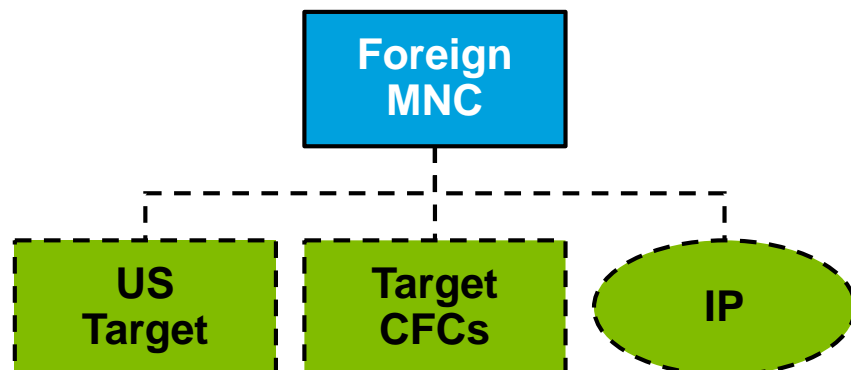 Foreign
MNC
US
Target
Target
CFCs
IP